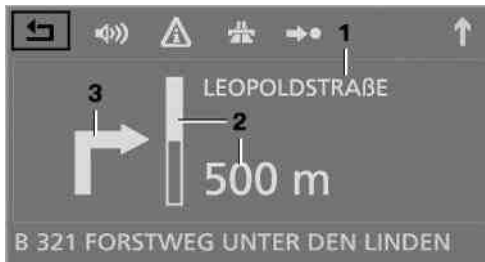 1
LEOPOLDSTRAßE
3
2
500 m
B 321 FORSTWEG UNTER DEN LINDEN